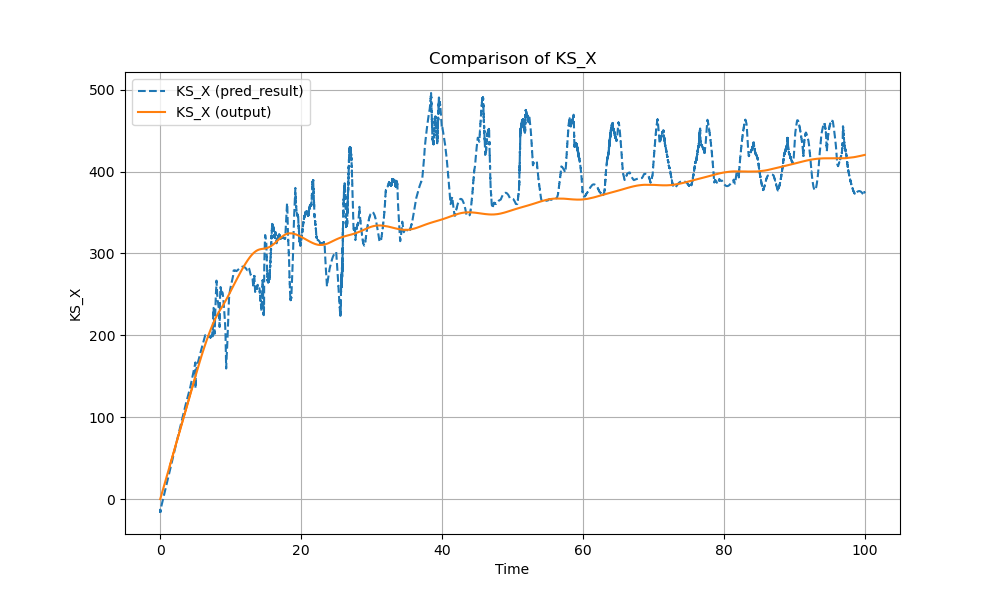 Comparison of KS_X
KS_X (pred_result)
KS_X (output)
500
400
300
200
100
0
KS_X
0 20 40 60 80 100
Time